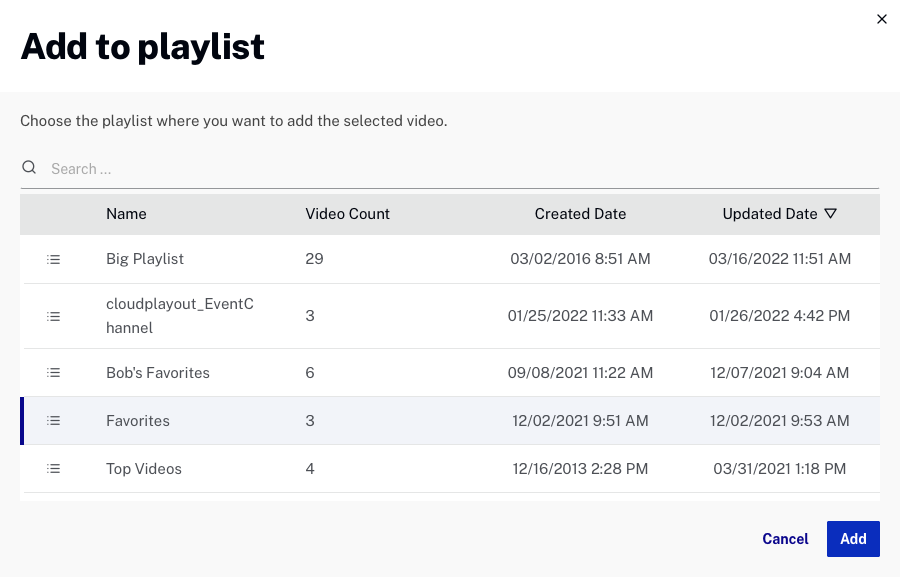 Add to playlist
Choose the playlist where you want to add the selected video.
Search ...
Name Video Count Created Date Updated Date
Big Playlist 29 03/02/2016 8:51 AM 03/16/2022 11:51 AM
cloudplayout_EventC
hannel 3 01/25/2022 11:33 AM 01/26/2022 4:42 PM
Bob's Favorites 6 09/08/2021 11:22 AM 12/07/2021 9:04 AM
Favorites 3 12/02/2021 9:51 AM 12/02/2021 9:53 AM
Top Videos 4 12/16/2013 2:28 PM 03/31/2021 1:18 PM
Cancel Add